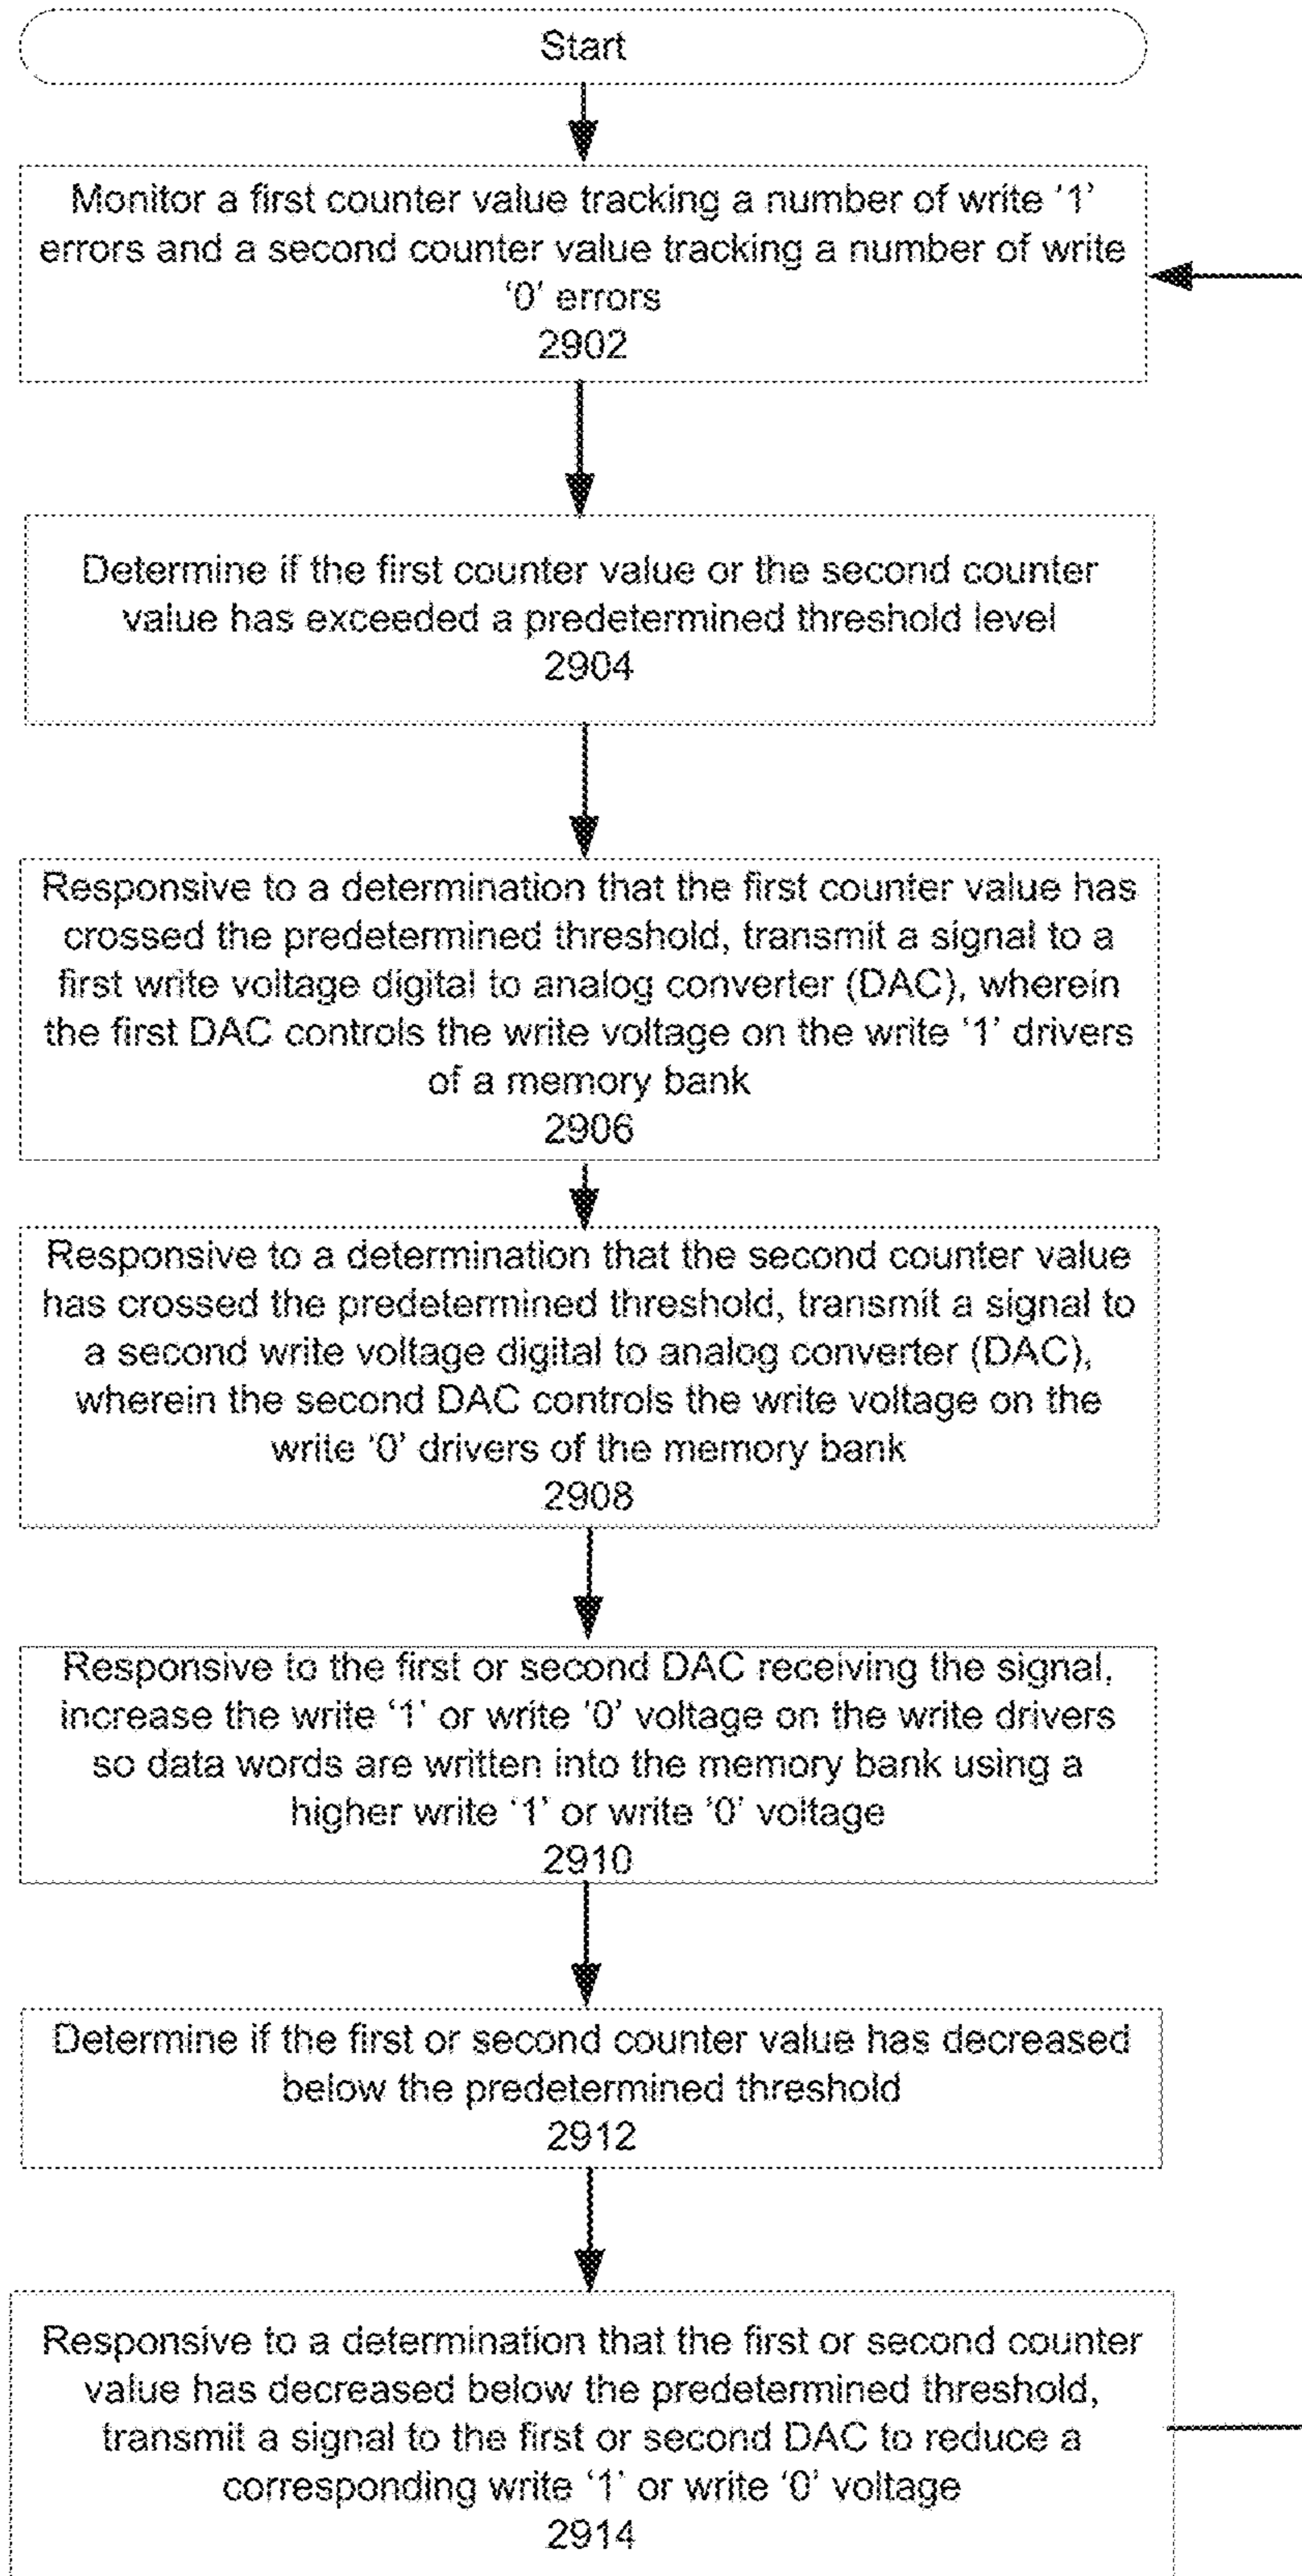 Start
Monitor a first counter value tracking a number of write ‘1’
errors and a second counter value tracking a number of write
‘0’ errors
2902
Determine if the first counter value or the second counter
value has exceeded a predetermined threshold level
2904
Responsive to a determination that the first counter value has
crossed the predetermined threshold, transmit a signal to a
first write voltage digital to analog converter (DAC), wherein
the first DAC controls the write voltage on the write ‘1’ drivers
of a memory bank
2906
Responsive to a determination that the second counter value
has crossed the predetermined threshold, transmit a signal to
a second write voltage digital to analog converter (DAC),
wherein the second DAC controls the write voltage on the
write ‘0’ drivers of the memory bank
2908
Responsive to the first or second DAC receiving the signal,
increase the write ‘1’ or write ‘0’ voltage on the write drivers
so data words are written into the memory bank using a
higher write ‘1’ or write ‘0’ voltage
2910
Determine if the first or second counter value has decreased
below the predetermined threshold
2912
Responsive to a determination that the first or second counter
value has decreased below the predetermined threshold,
transmit a signal to the first or second DAC to reduce a
corresponding write ‘1’ or write ‘0’ voltage
2914